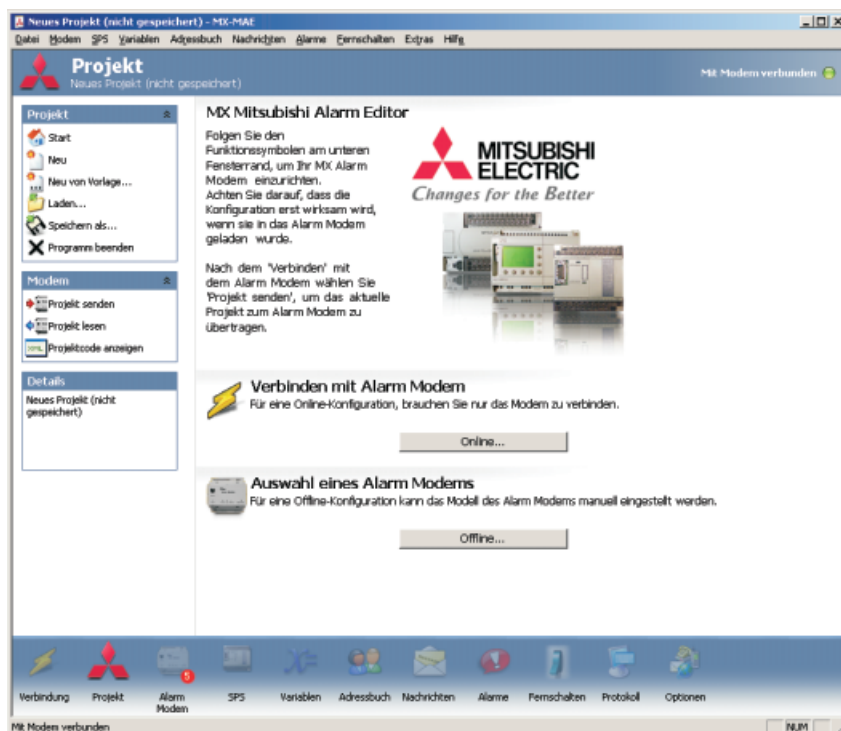 Neues Projekt (nicht gespeichert) - MX-MAE
Datei Modem SPS Variablen Adressbuch Nachrichten Alarme Fernschalten Extras Hilfe
Projekt
Neues Projekt (nicht gespeichert)
Mit Modem verbunden
Projekt
Start
Neu
Neu von Vorlage...
Laden...
Speichern als...
Programm beenden
Modem
Projekt senden
Projekt lesen
Projektcode anzeigen
Details
Neues Projekt (nicht
gespeichert)
MX Mitsubishi Alarm Editor
Folgen Sie den
Funktionssymbolen am unteren
Fensterrand, um Ihr MX Alarm
Modem einzurichten.
Achten Sie darauf, dass die
Konfiguration erst wirksam wird,
wenn sie in das Alarm Modem
geladen wurde.
Nach dem 'Verbinden' mit
dem Alarm Modem wählen Sie
'Projekt senden', um das aktuelle
Projekt zum Alarm Modem zu
übertragen.
MITSUBISHI
ELECTRIC
Changes for the Better
Verbinden mit Alarm Modem
Für eine Online-Konfiguration, brauchen Sie nur das Modem zu verbinden.
Online...
Auswahl eines Alarm Modems
Für eine Offline-Konfiguration kann das Modell des Alarm Modems manuell eingestellt werden.
Offline...
5
Verbindung Projekt Alarm Modem SPS Variablen Adressbuch Nachrichten Alarme Fernschalten Protokoll Optionen
Mit Modem verbunden
NUM